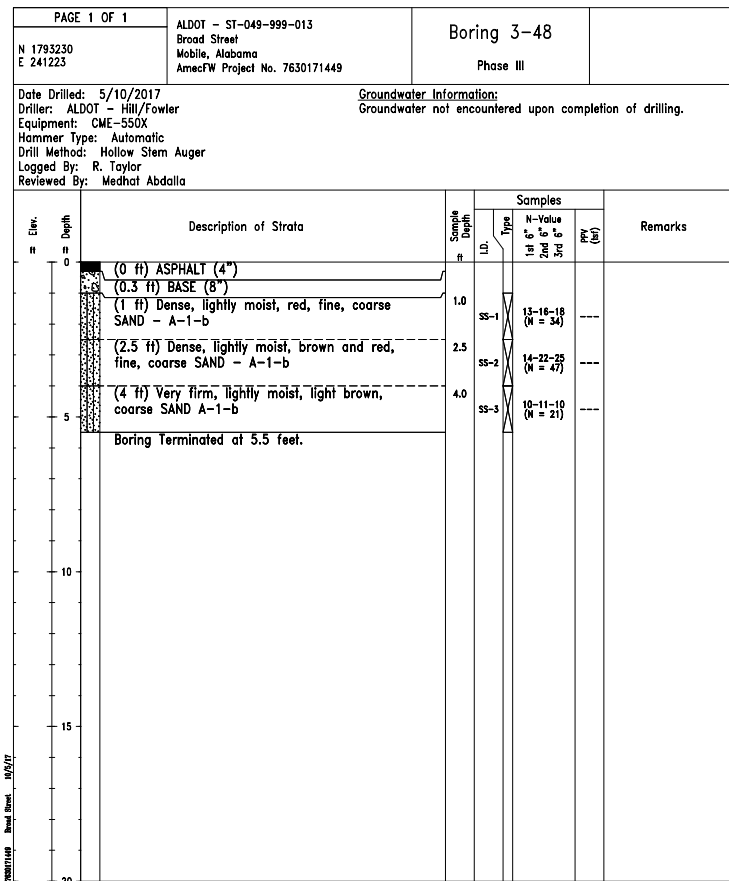 PAGE 1 OF 1
N 1793230
E 241223
ALDOT - ST-049-999-013
Broad Street
Mobile, Alabama
AmecFW Project No. 7630171449
Boring 3-48
Phase III
Date Drilled: 5/10/2017
Driller: ALDOT - Hill/Fowler
Equipment: CME-550X
Hammer Type: Automatic
Drill Method: Hollow Stem Auger
Logged By: R. Taylor
Reviewed By: Medhat Abdalla
Groundwater Information:
Groundwater not encountered upon completion of drilling.
Elev.
ft
Depth
ft
Description of Strata
Sample
Depth
ft
Samples
I.D.
Type
N-Value
1st 6"
2nd 6"
3rd 6"
PPV
(tsf)
Remarks
0
(0 ft) ASPHALT (4")
(0.3 ft) BASE (8")
(1 ft) Dense, lightly moist, red, fine, coarse
SAND - A-1-b
1.0
SS-1
13-16-18
(N = 34)
---
(2.5 ft) Dense, lightly moist, brown and red,
fine, coarse SAND - A-1-b
2.5
SS-2
14-22-25
(N = 47)
---
(4 ft) Very firm, lightly moist, light brown,
coarse SAND A-1-b
4.0
SS-3
10-11-10
(N = 21)
---
5
Boring Terminated at 5.5 feet.
10
15
20
7630171449 Broad Street 10/5/17